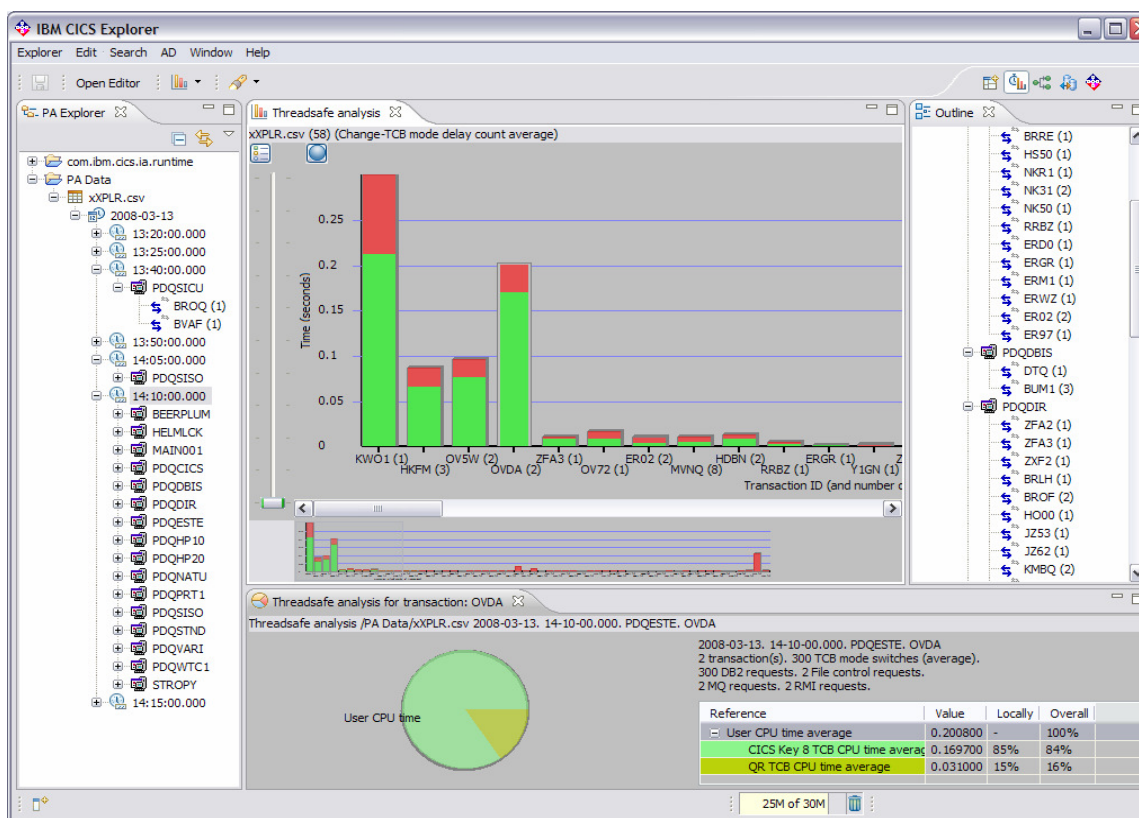 IBM CICS Explorer
Explorer Edit Search AD Window Help
Open Editor
PA Explorer
com.ibm.cics.ia.runtime
PA Data
xXPLR.csv
2008-03-13
13:20:00.000
13:25:00.000
13:40:00.000
PDQSICU
BROQ (1)
BVAF (1)
13:50:00.000
14:05:00.000
PDQSISO
14:10:00.000
BEERPLUM
HELMLCK
MAIN001
PDQCICS
PDQDBIS
PDQDIR
PDQESTE
PDQHP10
PDQHP20
PDQNATU
PDQPRT1
PDQSISO
PDQSTND
PDQVARI
PDQWTC1
STROPY
14:15:00.000
Threadsafe analysis
xXPLR.csv (58) (Change-TCB mode delay count average)
Time (seconds)
0.25
0.2
0.15
0.1
0.05
0
KWO1 (1) OV5W (2) ZFA3 (1) ER02 (2) HDBN (2) ERGR (1) Z
HKFM (3) OVDA (2) OV72 (1) MVNQ (8) RRBZ (1) Y1GN (1)
Transaction ID (and number o
Outline
BRRE (1)
HS50 (1)
NKR1 (1)
NK31 (2)
NK50 (1)
RRBZ (1)
ERD0 (1)
ERGR (1)
ERM1 (1)
ERWZ (1)
ER02 (2)
ER97 (1)
PDQDBIS
DTQ (1)
BUM1 (3)
PDQDIR
ZFA2 (1)
ZFA3 (1)
ZXF2 (1)
BRLH (1)
BROF (2)
HO00 (1)
JZ53 (1)
JZ62 (1)
KMBQ (2)
Threadsafe analysis for transaction: OVDA
Threadsafe analysis /PA Data/xXPLR.csv 2008-03-13. 14-10-00.000. PDQESTE. OVDA
User CPU time
2008-03-13. 14-10-00.000. PDQESTE. OVDA
2 transaction(s). 300 TCB mode switches (average).
300 DB2 requests. 2 File control requests.
2 MQ requests. 2 RMI requests.
Reference Value Locally Overall
User CPU time average 0.200800 - 100%
CICS Key 8 TCB CPU time averag 0.169700 85% 84%
QR TCB CPU time average 0.031000 15% 16%
25M of 30M